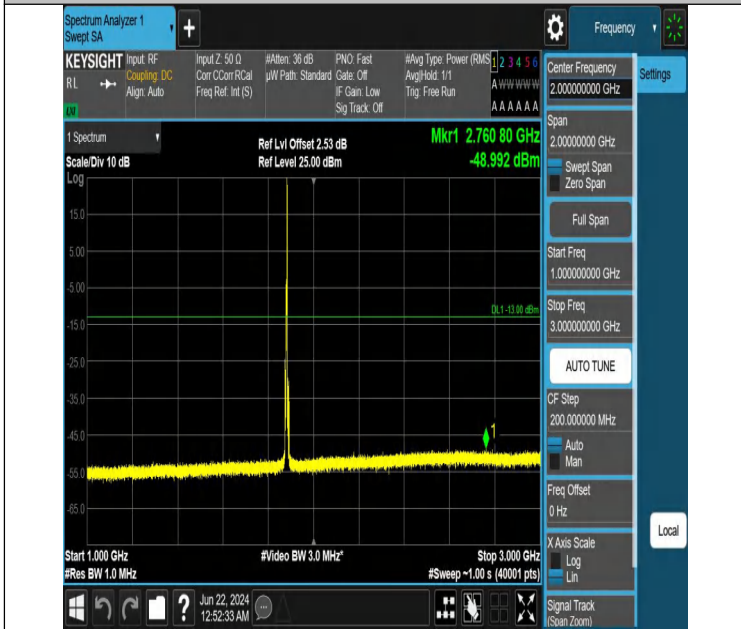 Spectrum Analyzer 1
Swept SA
+
Frequency
KEYSIGHT
RL
Input: RF
Coupling: DC
Align: Auto
Input Z: 50 Ω
Corr CCorr RCal
Freq Ref: Int (S)
#Atten: 36 dB
µW Path: Standard
PNO: Fast
Gate: Off
IF Gain: Low
Sig Track: Off
#Avg Type: Power (RMS
Avg|Hold: 1/1
Trig: Free Run
1 2 3 4 5 6
A W W W W W
A A A A A A
1 Spectrum
Scale/Div 10 dB
Log
Ref Lvl Offset 2.53 dB
Ref Level 25.00 dBm
Mkr1 2.760 80 GHz
-48.992 dBm
15.0
5.00
-5.00
DL1 -13.00 dBm
-15.0
-25.0
-35.0
-45.0
1
-55.0
-65.0
Start 1.000 GHz
#Video BW 3.0 MHz*
Stop 3.000 GHz
#Res BW 1.0 MHz
#Sweep ~1.00 s (40001 pts)
Jun 22, 2024
12:52:33 AM
Center Frequency
2.000000000 GHz
Settings
Span
2.00000000 GHz
Swept Span
Zero Span
Full Span
Start Freq
1.000000000 GHz
Stop Freq
3.000000000 GHz
AUTO TUNE
CF Step
200.000000 MHz
Auto
Man
Freq Offset
0 Hz
X Axis Scale
Log
Lin
Local
Signal Track
(Span Zoom)